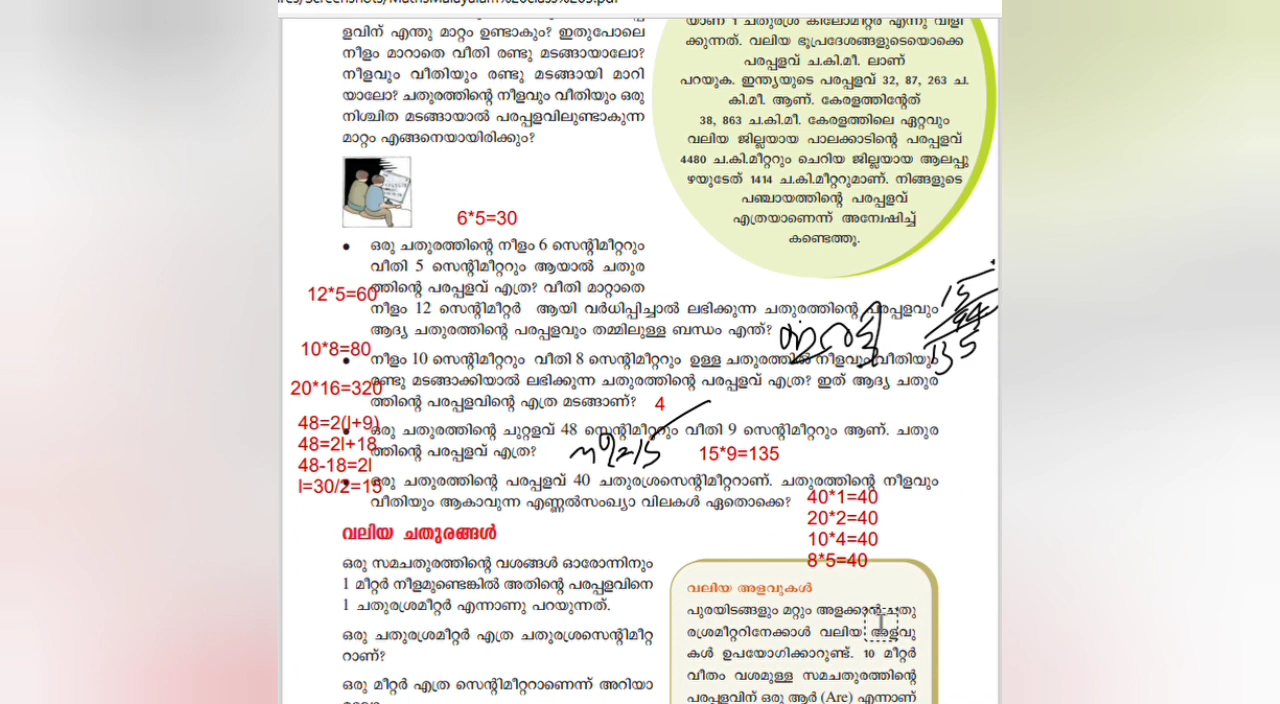 ളവിന് എന്തു മാറ്റം ഉണ്ടാകും? ഇതുപോലെ
നീളം മാറാതെ വീതി രണ്ടു മടങ്ങായാലോ?
നീളവും വീതിയും രണ്ടു മടങ്ങായി മാറി
യാലോ? ചതുരത്തിന്റെ നീളവും വീതിയും ഒരു
നിശ്ചിത മടങ്ങായാൽ പരപ്പളവിലുണ്ടാകുന്ന
മാറ്റം എങ്ങനെയായിരിക്കും?
യാണ് 1 ചതുരശ്ര കിലോമീറ്റർ എന്നു വിളി
ക്കുന്നത്. വലിയ ഭൂപ്രദേശങ്ങളുടെയൊക്കെ
പരപ്പളവ് ച.കി.മീ. ലാണ്
പറയുക. ഇന്ത്യയുടെ പരപ്പളവ് 32, 87, 263 ച.
കി.മീ. ആണ്. കേരളത്തിന്റേത്
38, 863 ച.കി.മീ. കേരളത്തിലെ ഏറ്റവും
വലിയ ജില്ലയായ പാലക്കാടിന്റെ പരപ്പളവ്
4480 ച.കി.മീറ്ററും ചെറിയ ജില്ലയായ ആലപ്പു
ഴയുടേത് 1414 ച.കി.മീറ്ററുമാണ്. നിങ്ങളുടെ
പഞ്ചായത്തിന്റെ പരപ്പളവ്
എത്രയാണെന്ന് അന്വേഷിച്ച്
കണ്ടെത്തൂ.
6*5=30
• ഒരു ചതുരത്തിന്റെ നീളം 6 സെന്റിമീറ്ററും
വീതി 5 സെന്റിമീറ്ററും ആയാൽ ചതുര
ത്തിന്റെ പരപ്പളവ് എത്ര? വീതി മാറ്റാതെ
12*5=60
നീളം 12 സെന്റിമീറ്റർ ആയി വർധിപ്പിച്ചാൽ ലഭിക്കുന്ന ചതുരത്തിന്റെ പരപ്പളവും
ആദ്യ ചതുരത്തിന്റെ പരപ്പളവും തമ്മിലുള്ള ബന്ധം എന്ത്?
15
135
10*8=80
• നീളം 10 സെന്റിമീറ്ററും വീതി 8 സെന്റിമീറ്ററും ഉള്ള ചതുരത്തിൽ നീളവും വീതിയും
രണ്ടു മടങ്ങാക്കിയാൽ ലഭിക്കുന്ന ചതുരത്തിന്റെ പരപ്പളവ് എത്ര? ഇത് ആദ്യ ചതുര
20*16=320
ത്തിന്റെ പരപ്പളവിന്റെ എത്ര മടങ്ങാണ്? 4
48=2(l+9)
• ഒരു ചതുരത്തിന്റെ ചുറ്റളവ് 48 സെന്റിമീറ്ററും വീതി 9 സെന്റിമീറ്ററും ആണ്. ചതുര
48=2l+18
ത്തിന്റെ പരപ്പളവ് എത്ര? 15*9=135
48-18=2l
l=30/2=15
• ഒരു ചതുരത്തിന്റെ പരപ്പളവ് 40 ചതുരശ്രസെന്റിമീറ്ററാണ്. ചതുരത്തിന്റെ നീളവും
വീതിയും ആകാവുന്ന എണ്ണൽസംഖ്യാ വിലകൾ ഏതൊക്കെ?
40*1=40
20*2=40
10*4=40
8*5=40
വലിയ ചതുരങ്ങൾ
ഒരു സമചതുരത്തിന്റെ വശങ്ങൾ ഓരോന്നിനും
1 മീറ്റർ നീളമുണ്ടെങ്കിൽ അതിന്റെ പരപ്പളവിനെ
1 ചതുരശ്രമീറ്റർ എന്നാണു പറയുന്നത്.
ഒരു ചതുരശ്രമീറ്റർ എത്ര ചതുരശ്രസെന്റിമീറ്റ
റാണ്?
ഒരു മീറ്റർ എത്ര സെന്റിമീറ്ററാണെന്ന് അറിയാ
വലിയ അളവുകൾ
പുരയിടങ്ങളും മറ്റും അളക്കാൻ ചതു
രശ്രമീറ്ററിനേക്കാൾ വലിയ അളവു
കൾ ഉപയോഗിക്കാറുണ്ട്. 10 മീറ്റർ
വീതം വശമുള്ള സമചതുരത്തിന്റെ
പരപ്പളവിന് ഒരു ആർ (Are) എന്നാണ്